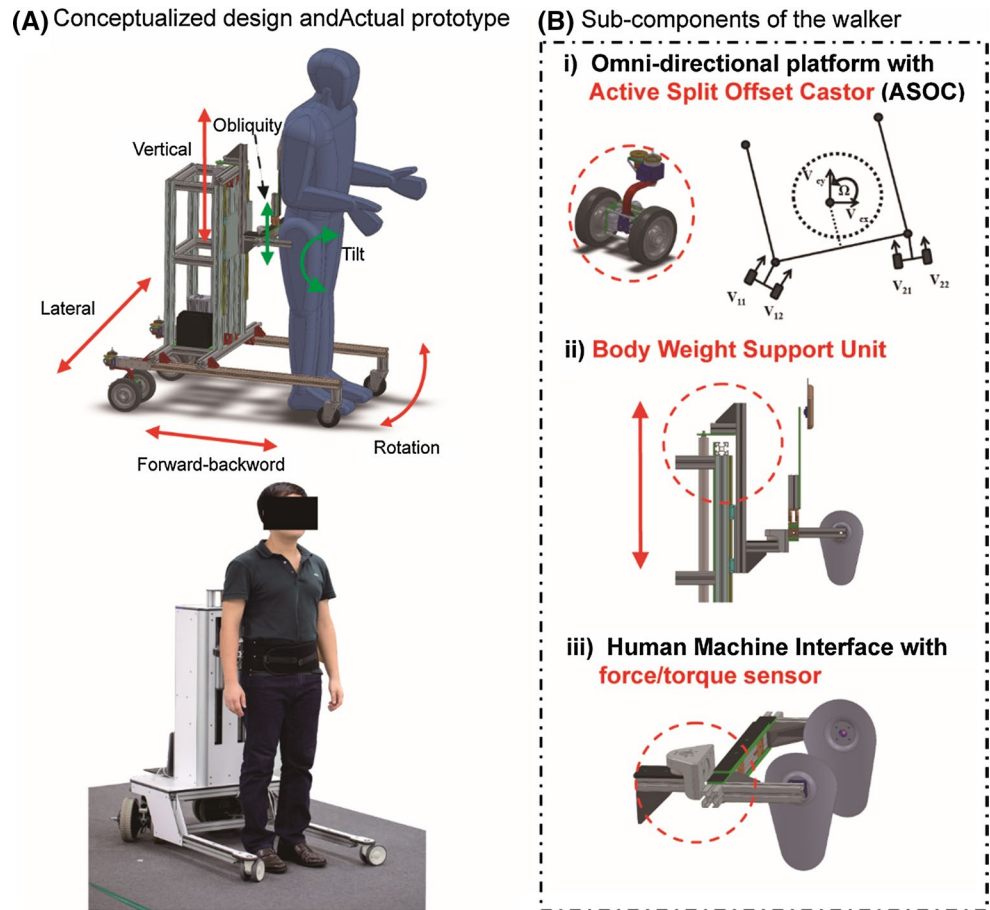 (A) Conceptualized design andActual prototype
Obliquity
Vertical
Tilt
Lateral
Rotation
Forward-backword
(B) Sub-components of the walker
i) Omni-directional platform with
Active Split Offset Castor (ASOC)
V cy
Ω
V cx
V11
V12
V21
V22
ii) Body Weight Support Unit
iii) Human Machine Interface with
force/torque sensor